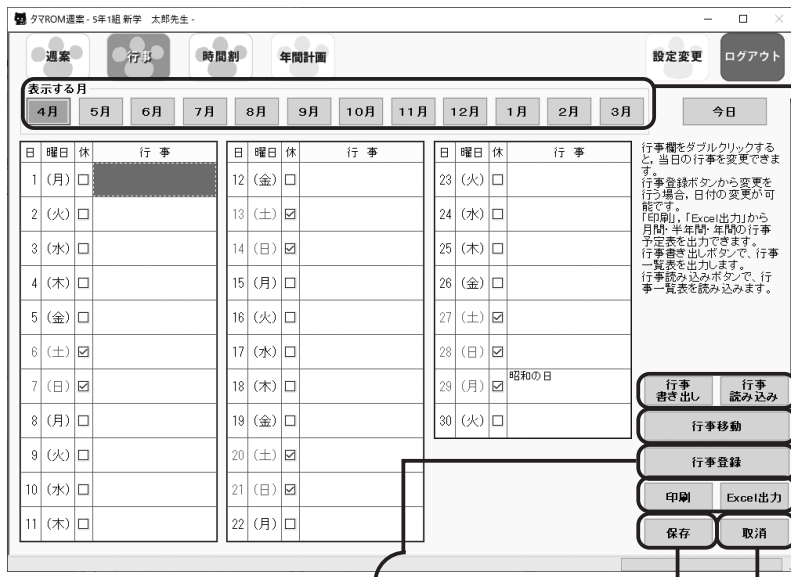 タマROM週案 - 5年1組 新学　太郎先生 -
週案
行事
時間割
年間計画
設定変更
ログアウト
表示する月
4月 5月 6月 7月 8月 9月 10月 11月 12月 1月 2月 3月
今日
日 曜日 休 行 事
1 (月)
2 (火)
3 (水)
4 (木)
5 (金)
6 (土)
7 (日)
8 (月)
9 (火)
10 (水)
11 (木)
日 曜日 休 行 事
12 (金)
13 (土)
14 (日)
15 (月)
16 (火)
17 (水)
18 (木)
19 (金)
20 (土)
21 (日)
22 (月)
日 曜日 休 行 事
23 (火)
24 (水)
25 (木)
26 (金)
27 (土)
28 (日)
29 (月) 昭和の日
30 (火)
行事欄をダブルクリックする
と，当日の行事を変更できま
す。
行事登録ボタンから変更を
行う場合，日付の変更が可
能です。
「印刷」，「Excel出力」から
月間・半年間・年間の行事
予定表を出力できます。
行事書き出しボタンで、行事
一覧表を出力します。
行事読み込みボタンで、行
事一覧表を読み込みます。
行事
書き出し
行事
読み込み
行事移動
行事登録
印刷
Excel出力
保存
取消